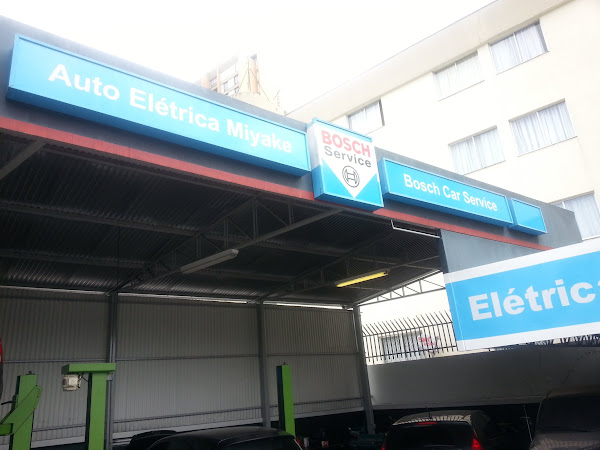 Auto Elétrica Miyake
BOSCH
Service
Bosch Car Service
Elétric